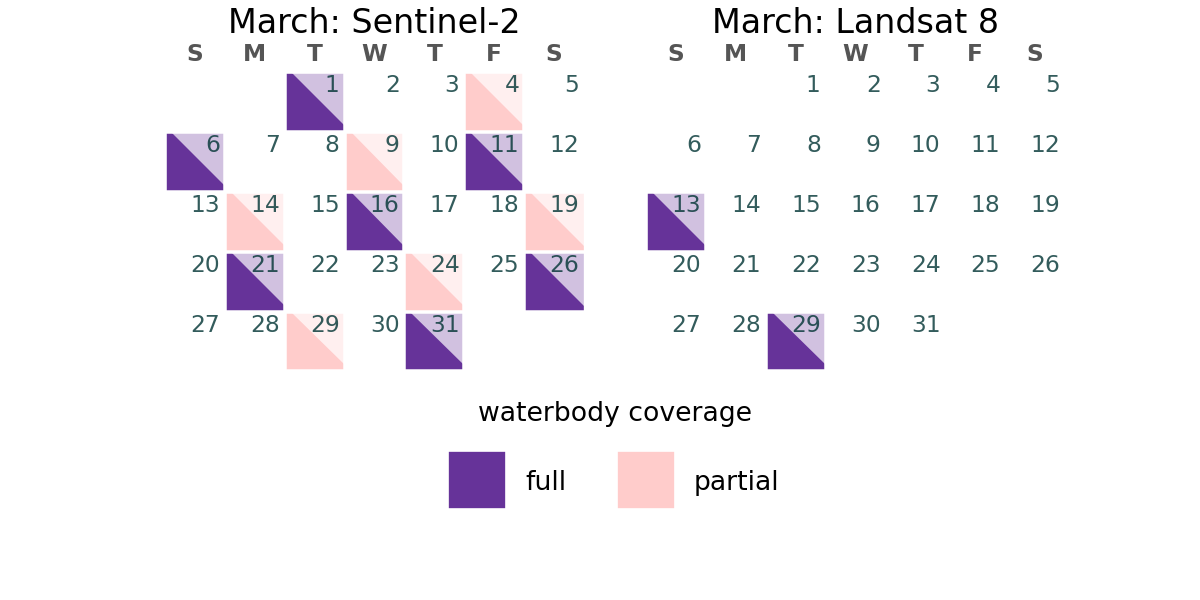 March: Sentinel-2
S M T W T F S
1 2 3 4 5
6 7 8 9 10 11 12
13 14 15 16 17 18 19
20 21 22 23 24 25 26
27 28 29 30 31
March: Landsat 8
S M T W T F S
1 2 3 4 5
6 7 8 9 10 11 12
13 14 15 16 17 18 19
20 21 22 23 24 25 26
27 28 29 30 31
waterbody coverage
full partial